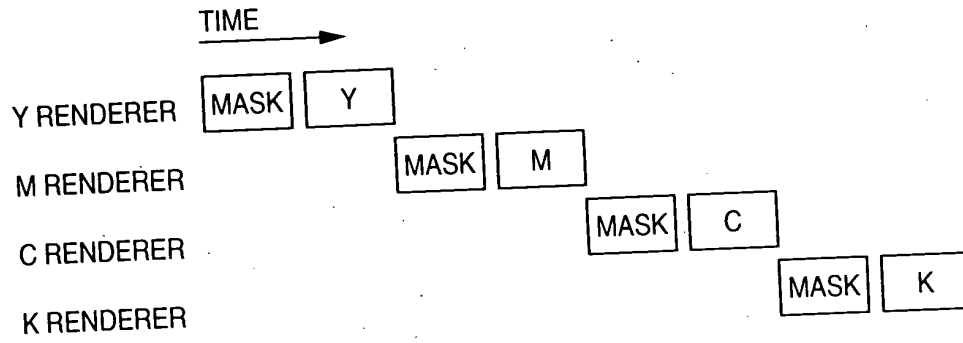 TIME
Y RENDERER MASK Y
M RENDERER MASK M
C RENDERER MASK C
K RENDERER MASK K